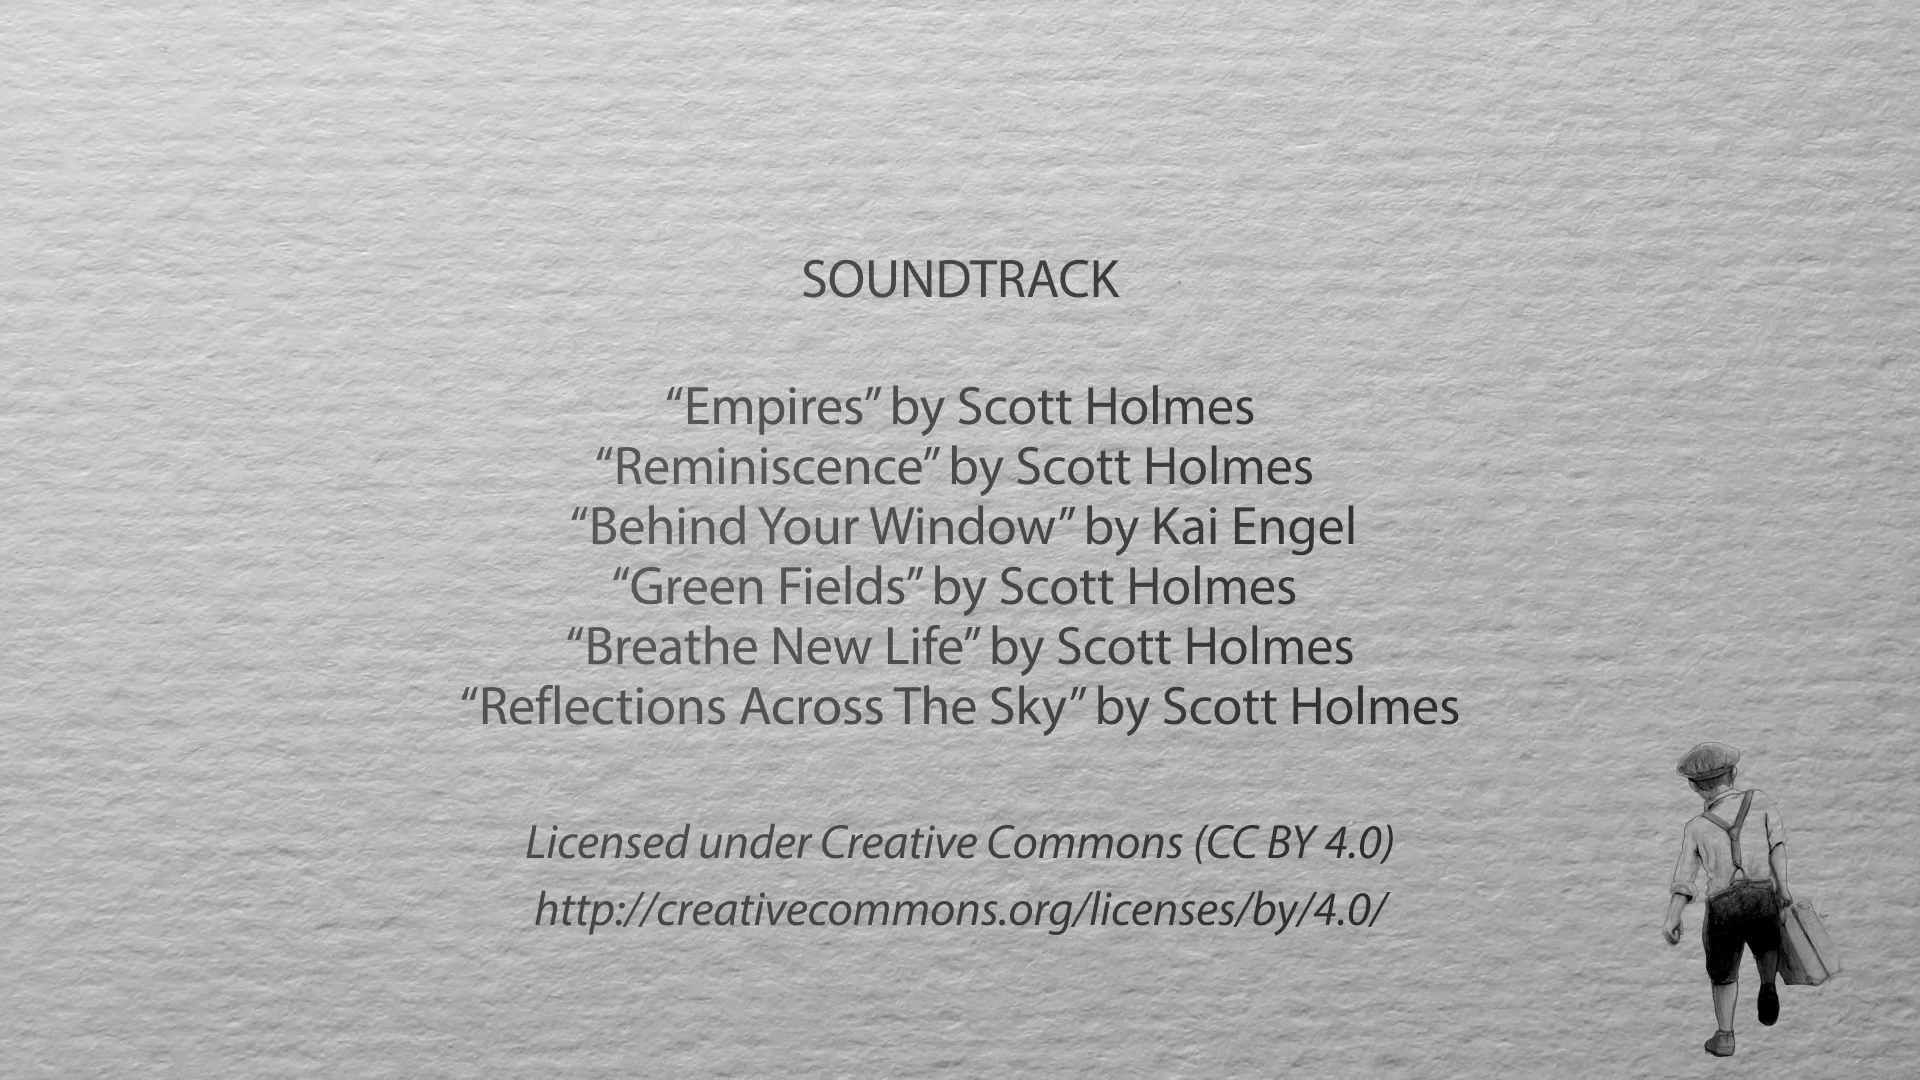 SOUNDTRACK
“Empires” by Scott Holmes
“Reminiscence” by Scott Holmes
“Behind Your Window” by Kai Engel
“Green Fields” by Scott Holmes
“Breathe New Life” by Scott Holmes
“Reflections Across The Sky” by Scott Holmes
Licensed under Creative Commons (CC BY 4.0)
http://creativecommons.org/licenses/by/4.0/